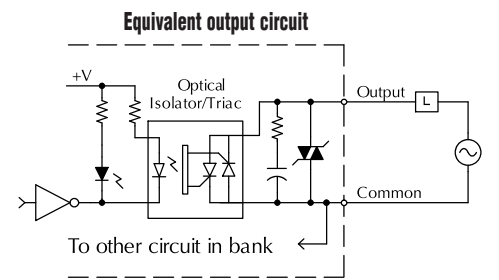 Equivalent output circuit
+V
Optical
Isolator/Triac
Output
L
Common
To other circuit in bank